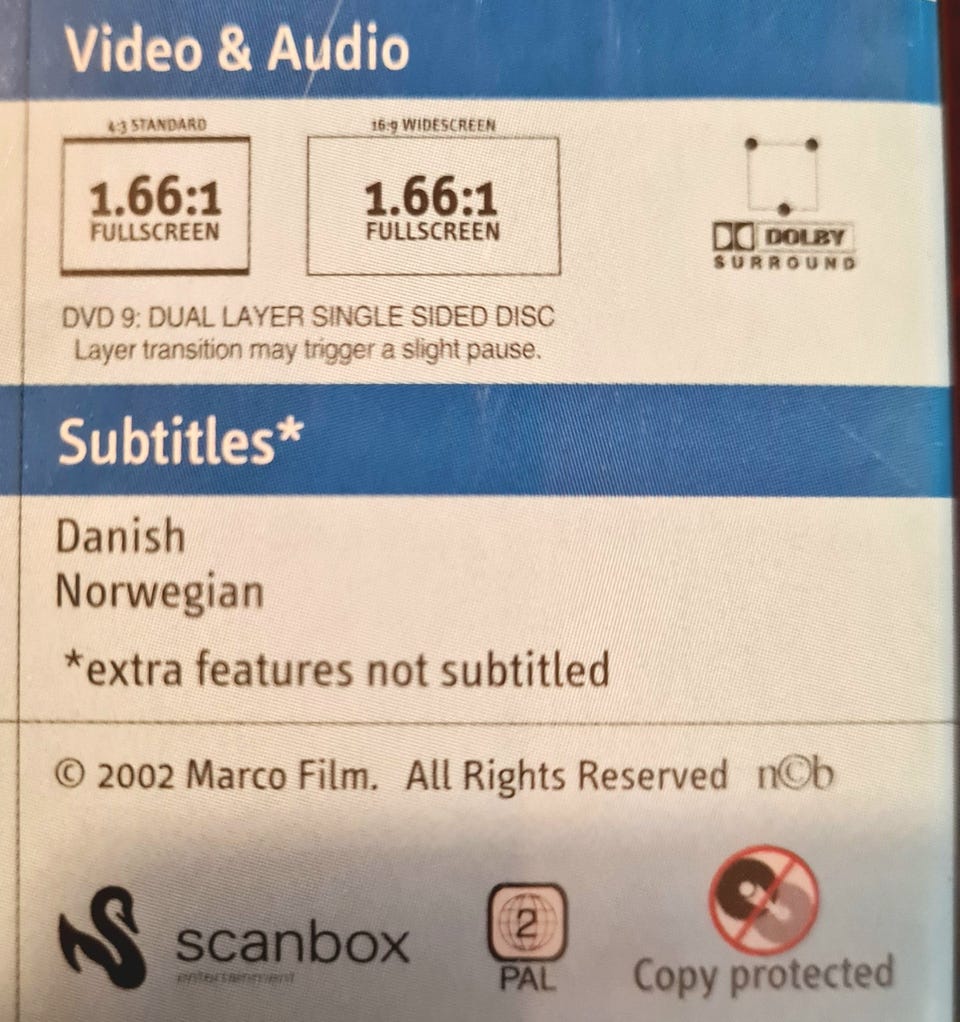 Video & Audio
4:3 STANDARD
1.66:1
FULLSCREEN
16:9 WIDESCREEN
1.66:1
FULLSCREEN
DOLBY
SURROUND
DVD 9: DUAL LAYER SINGLE SIDED DISC
Layer transition may trigger a slight pause.
Subtitles*
Danish
Norwegian
*extra features not subtitled
© 2002 Marco Film. All Rights Reserved n©b
scanbox
entertainment
2
PAL
Copy protected